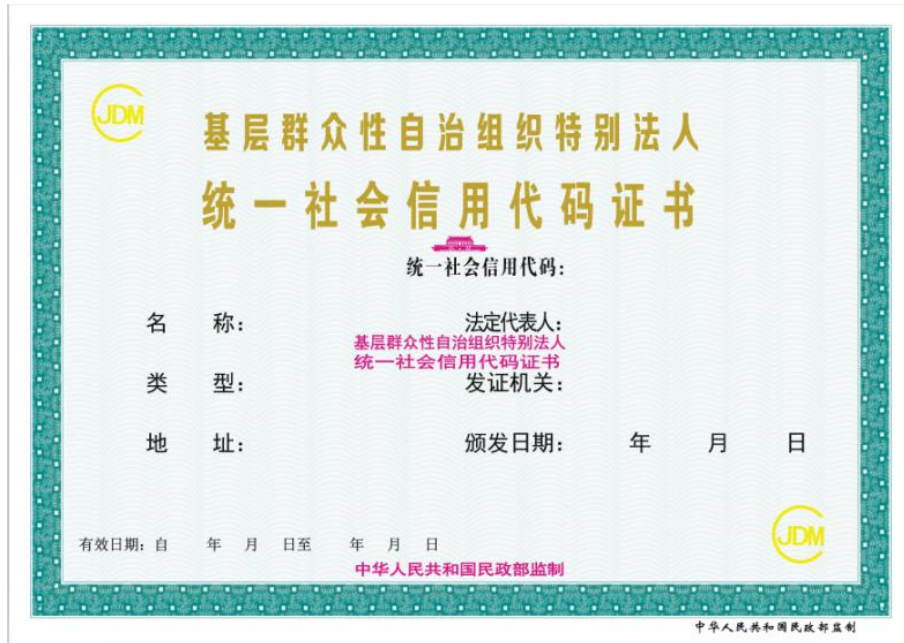 JDM
基层群众性自治组织特别法人
统一社会信用代码证书
统一社会信用代码：
名 称： 法定代表人：
基层群众性自治组织特别法人
统一社会信用代码证书
类 型： 发证机关：
地 址： 颁发日期： 年 月 日
JDM
有效日期：自 年 月 日至 年 月 日
中华人民共和国民政部监制
中华人民共和国民政部监制